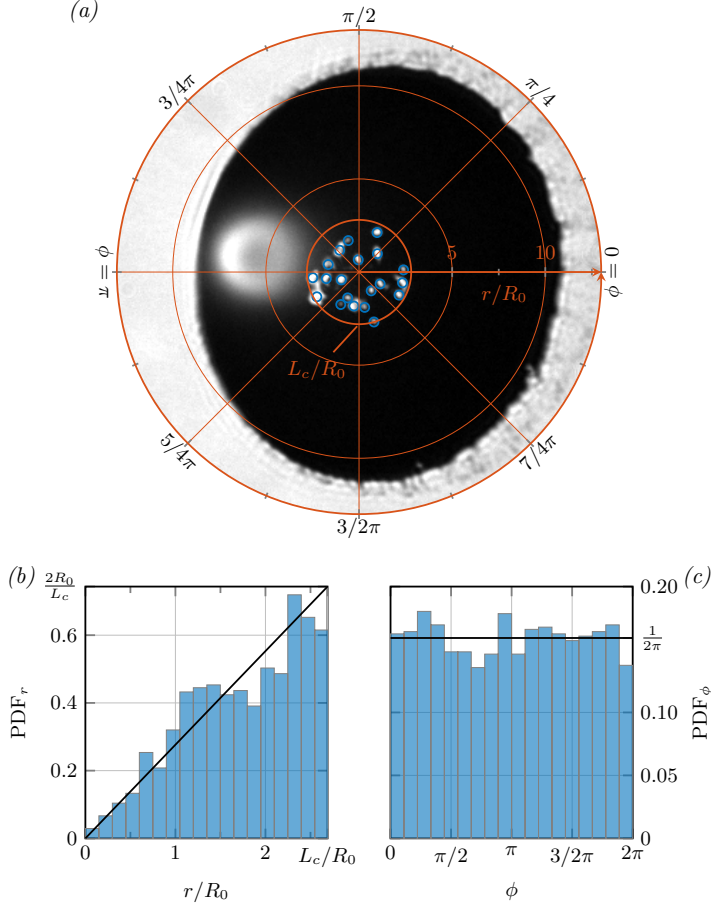 (a)
π/2
3/4π
π/4
ϕ = π
5
10
ϕ = 0
r/R₀
L_c/R₀
5/4π
7/4π
3/2π
(b)
2R₀/L_c
0.6
0.4
0.2
0
PDF_r
0
1
2
L_c/R₀
r/R₀
(c)
0.20
1/2π
0.10
0.05
0
PDF_ϕ
0
π/2
π
3/2π
2π
ϕ